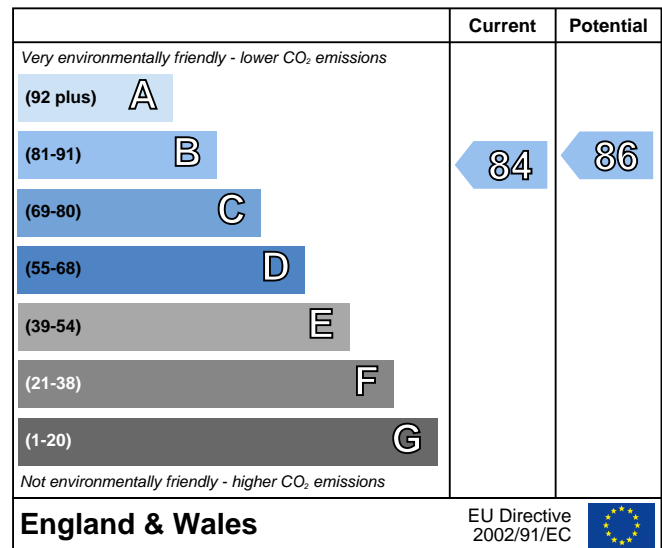 Current Potential
Very environmentally friendly - lower CO₂ emissions
(92 plus) A
(81-91) B
84
86
(69-80) C
(55-68) D
(39-54) E
(21-38) F
(1-20) G
Not environmentally friendly - higher CO₂ emissions
England & Wales
EU Directive
2002/91/EC